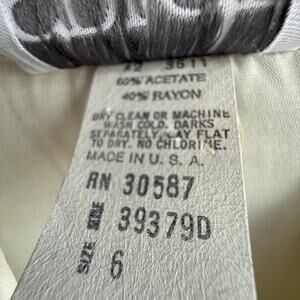 3611
60% ACETATE
40% RAYON
DRY CLEAN OR MACHINE
WASH COLD. DARKS
SEPARATELY. LAY FLAT
TO DRY. NO CHLORINE.
MADE IN U. S. A.
RN 30587
STYLE 39379D
SIZE 6